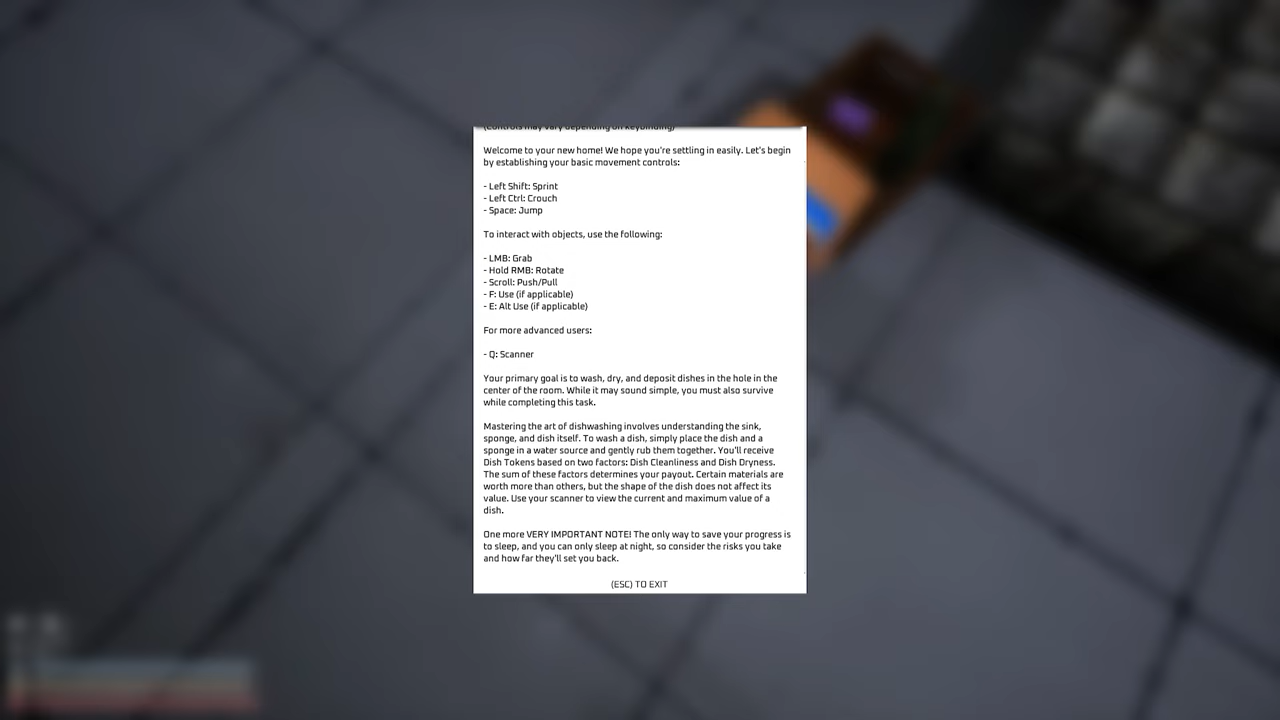 (Controls may vary depending on keybinding)
Welcome to your new home! We hope you're settling in easily. Let's begin
by establishing your basic movement controls:
- Left Shift: Sprint
- Left Ctrl: Crouch
- Space: Jump
To interact with objects, use the following:
- LMB: Grab
- Hold RMB: Rotate
- Scroll: Push/Pull
- F: Use (if applicable)
- E: Alt Use (if applicable)
For more advanced users:
- Q: Scanner
Your primary goal is to wash, dry, and deposit dishes in the hole in the
center of the room. While it may sound simple, you must also survive
while completing this task.
Mastering the art of dishwashing involves understanding the sink,
sponge, and dish itself. To wash a dish, simply place the dish and a
sponge in a water source and gently rub them together. You'll receive
Dish Tokens based on two factors: Dish Cleanliness and Dish Dryness.
The sum of these factors determines your payout. Certain materials are
worth more than others, but the shape of the dish does not affect its
value. Use your scanner to view the current and maximum value of a
dish.
One more VERY IMPORTANT NOTE! The only way to save your progress is
to sleep, and you can only sleep at night, so consider the risks you take
and how far they'll set you back.
(ESC) TO EXIT